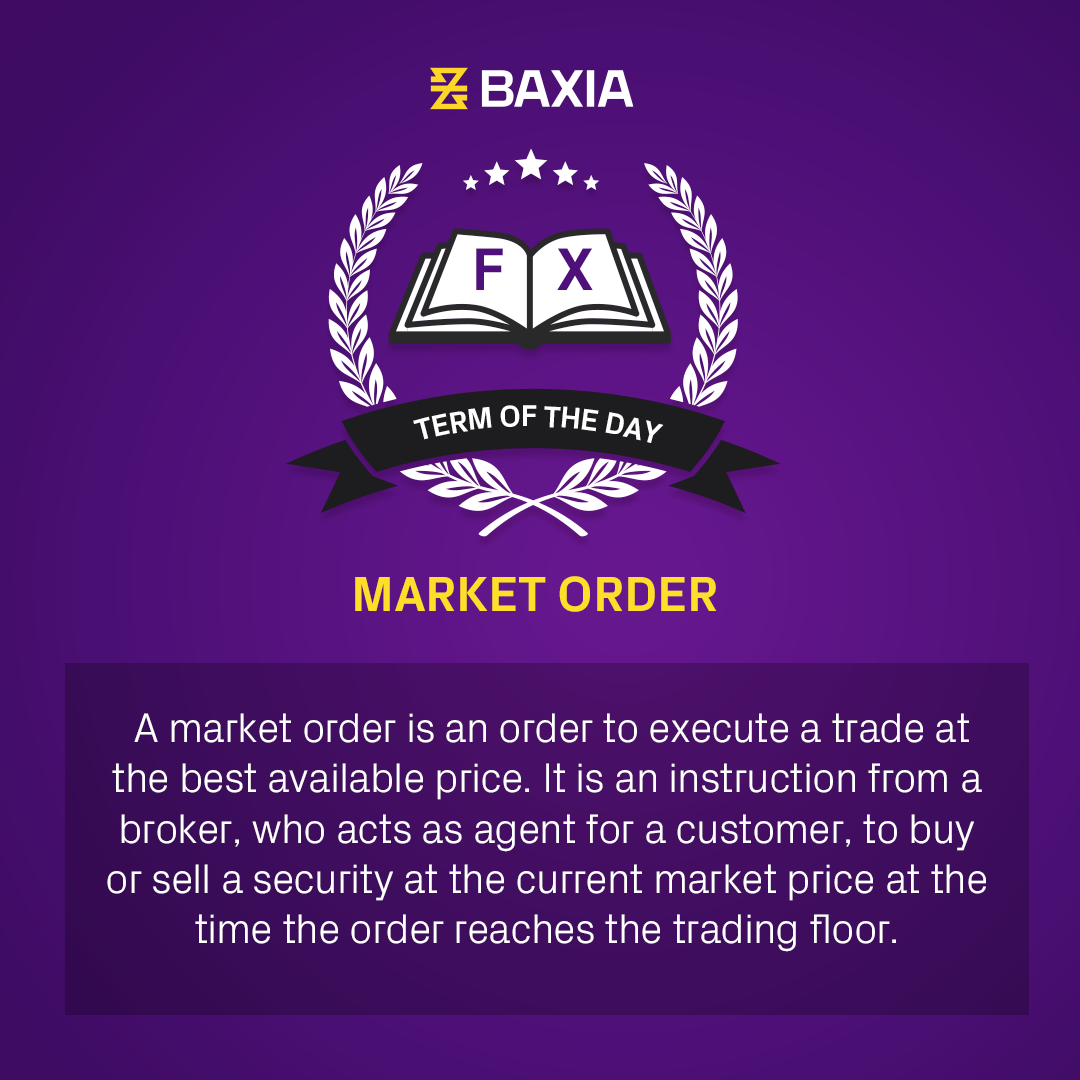 BAXIA
F X
TERM OF THE DAY
MARKET ORDER
A market order is an order to execute a trade at
the best available price. It is an instruction from a
broker, who acts as agent for a customer, to buy
or sell a security at the current market price at the
time the order reaches the trading floor.